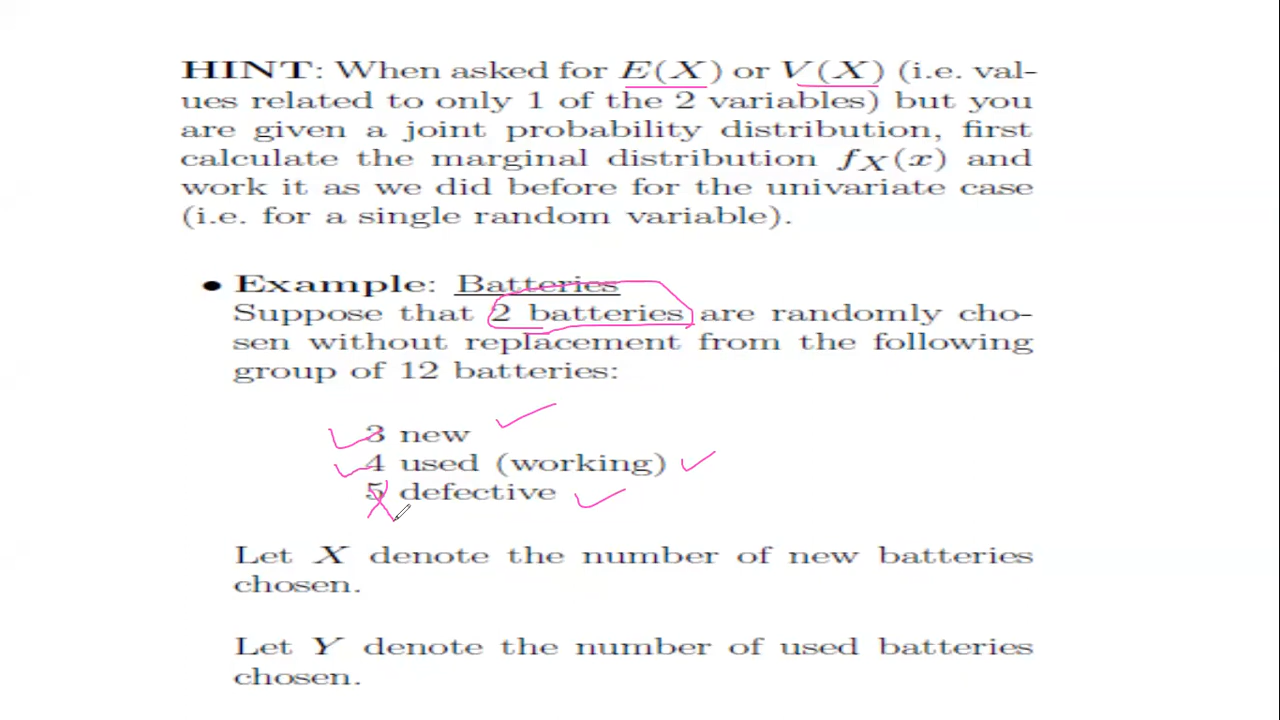 HINT: When asked for E(X) or V(X) (i.e. val-
ues related to only 1 of the 2 variables) but you
are given a joint probability distribution, first
calculate the marginal distribution fX(x) and
work it as we did before for the univariate case
(i.e. for a single random variable).
• Example: Batteries
Suppose that 2 batteries are randomly cho-
sen without replacement from the following
group of 12 batteries:
3 new
4 used (working)
5 defective
Let X denote the number of new batteries
chosen.
Let Y denote the number of used batteries
chosen.